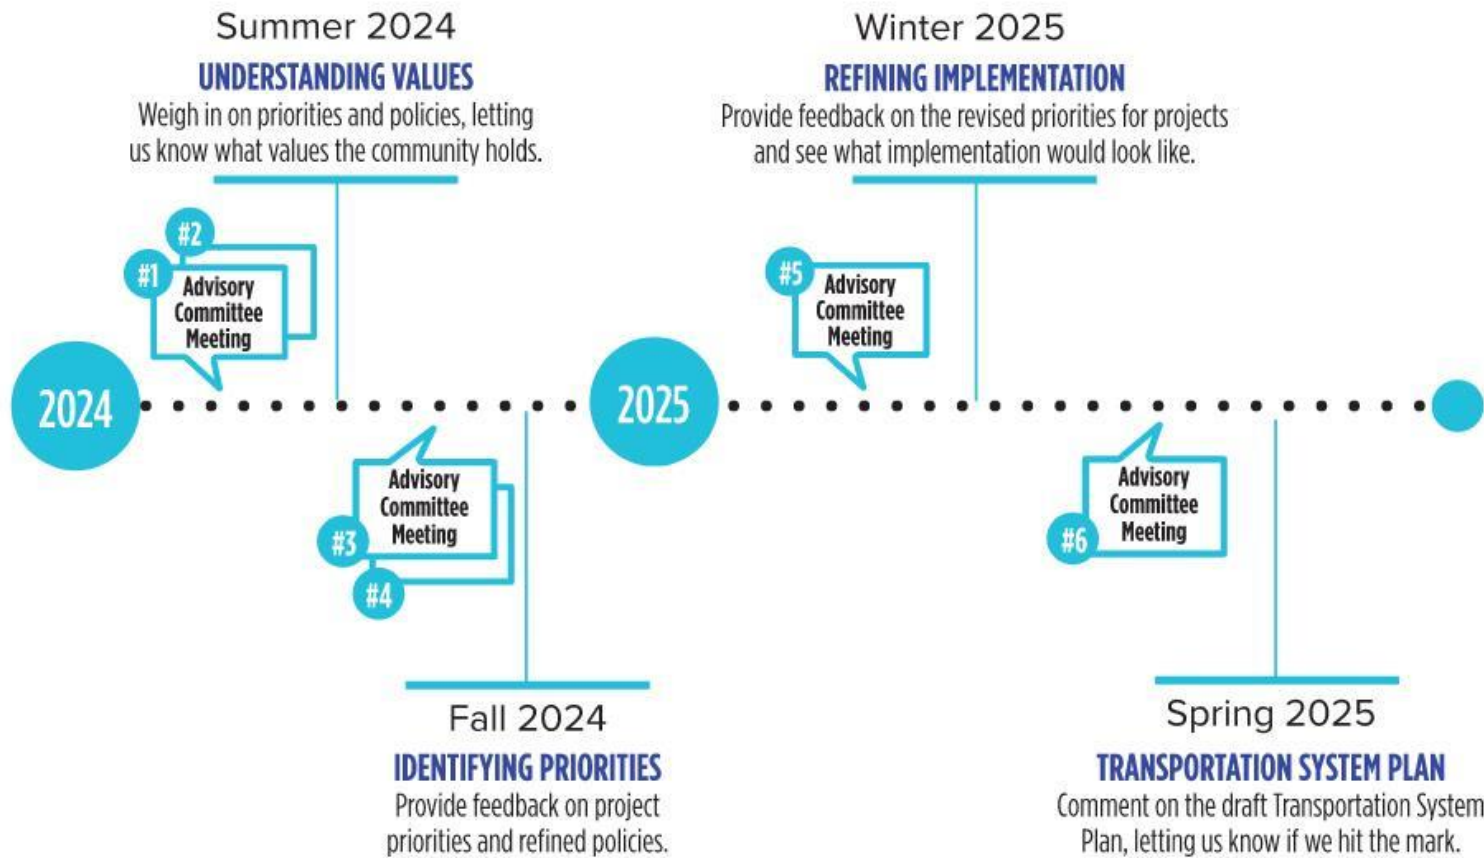 Summer 2024
UNDERSTANDING VALUES
Weigh in on priorities and policies, letting
us know what values the community holds.
Winter 2025
REFINING IMPLEMENTATION
Provide feedback on the revised priorities for projects
and see what implementation would look like.
#2
#1
Advisory
Committee
Meeting
#5
Advisory
Committee
Meeting
2024
2025
Advisory
Committee
Meeting
#3
#4
Advisory
Committee
Meeting
#6
Fall 2024
IDENTIFYING PRIORITIES
Provide feedback on project
priorities and refined policies.
Spring 2025
TRANSPORTATION SYSTEM PLAN
Comment on the draft Transportation System
Plan, letting us know if we hit the mark.